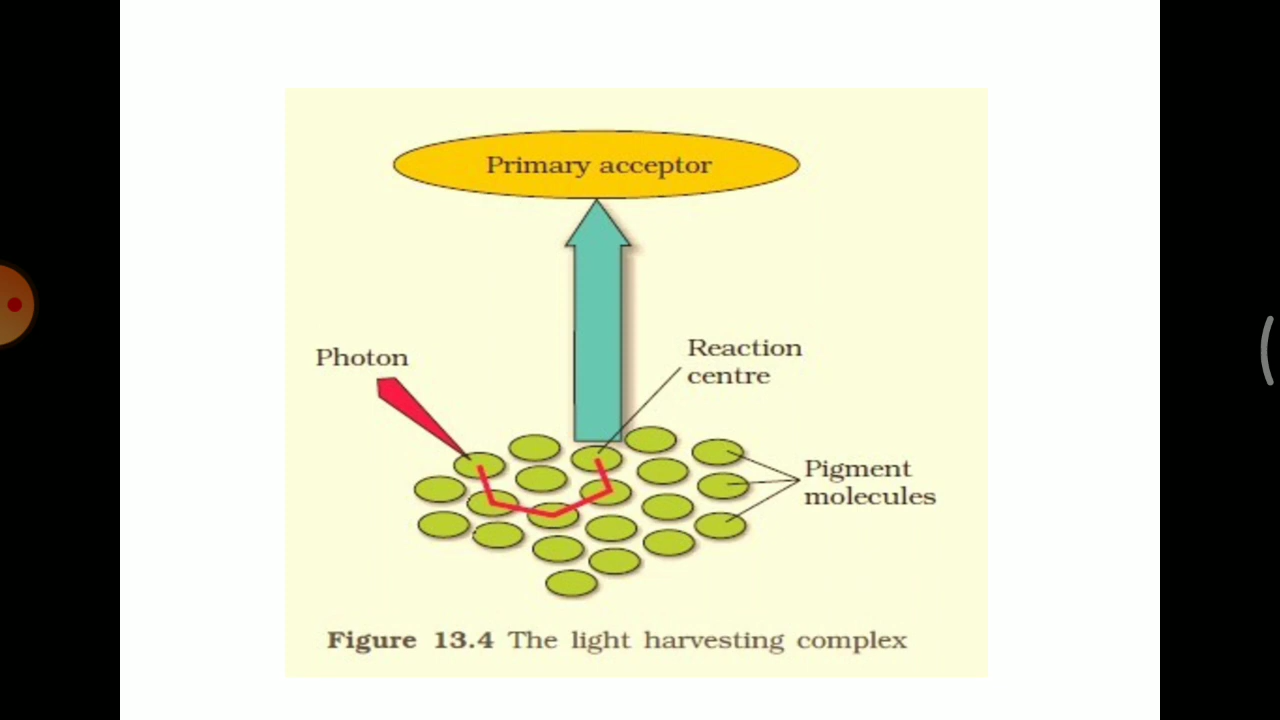 Primary acceptor
Photon
Reaction
centre
Pigment
molecules
Figure 13.4 The light harvesting complex